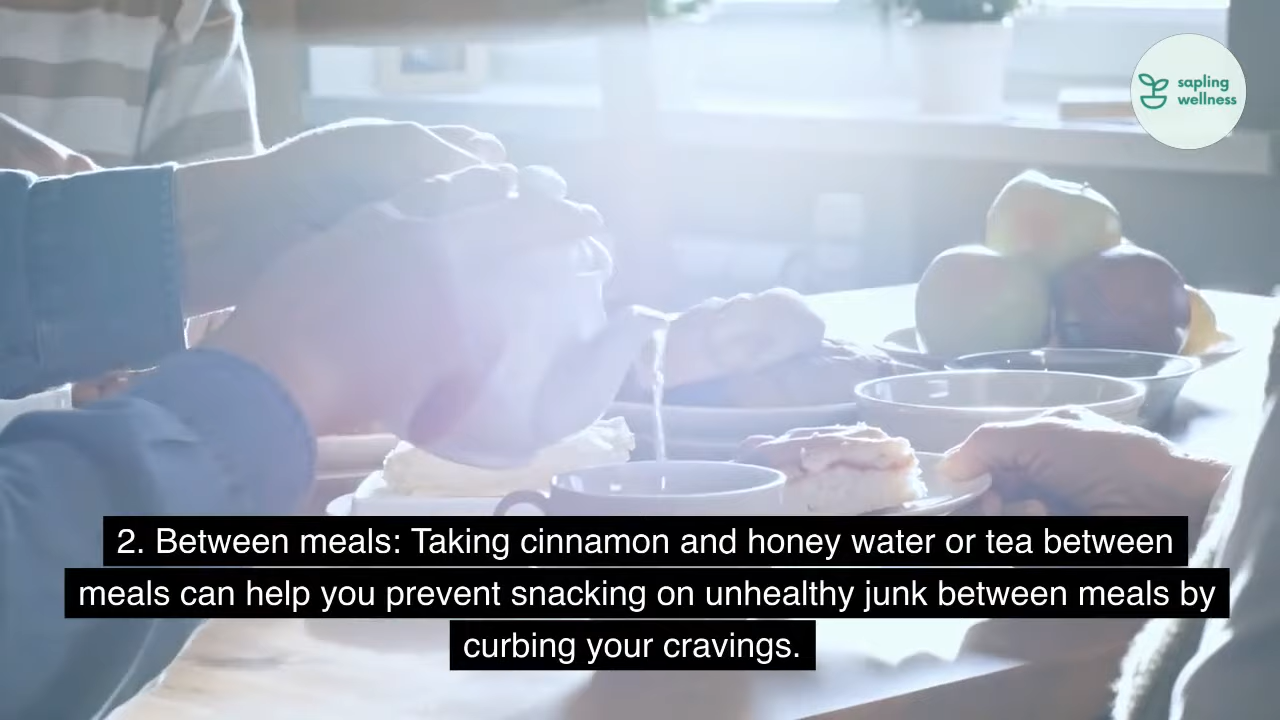 sapling
wellness
2. Between meals: Taking cinnamon and honey water or tea between
meals can help you prevent snacking on unhealthy junk between meals by
curbing your cravings.